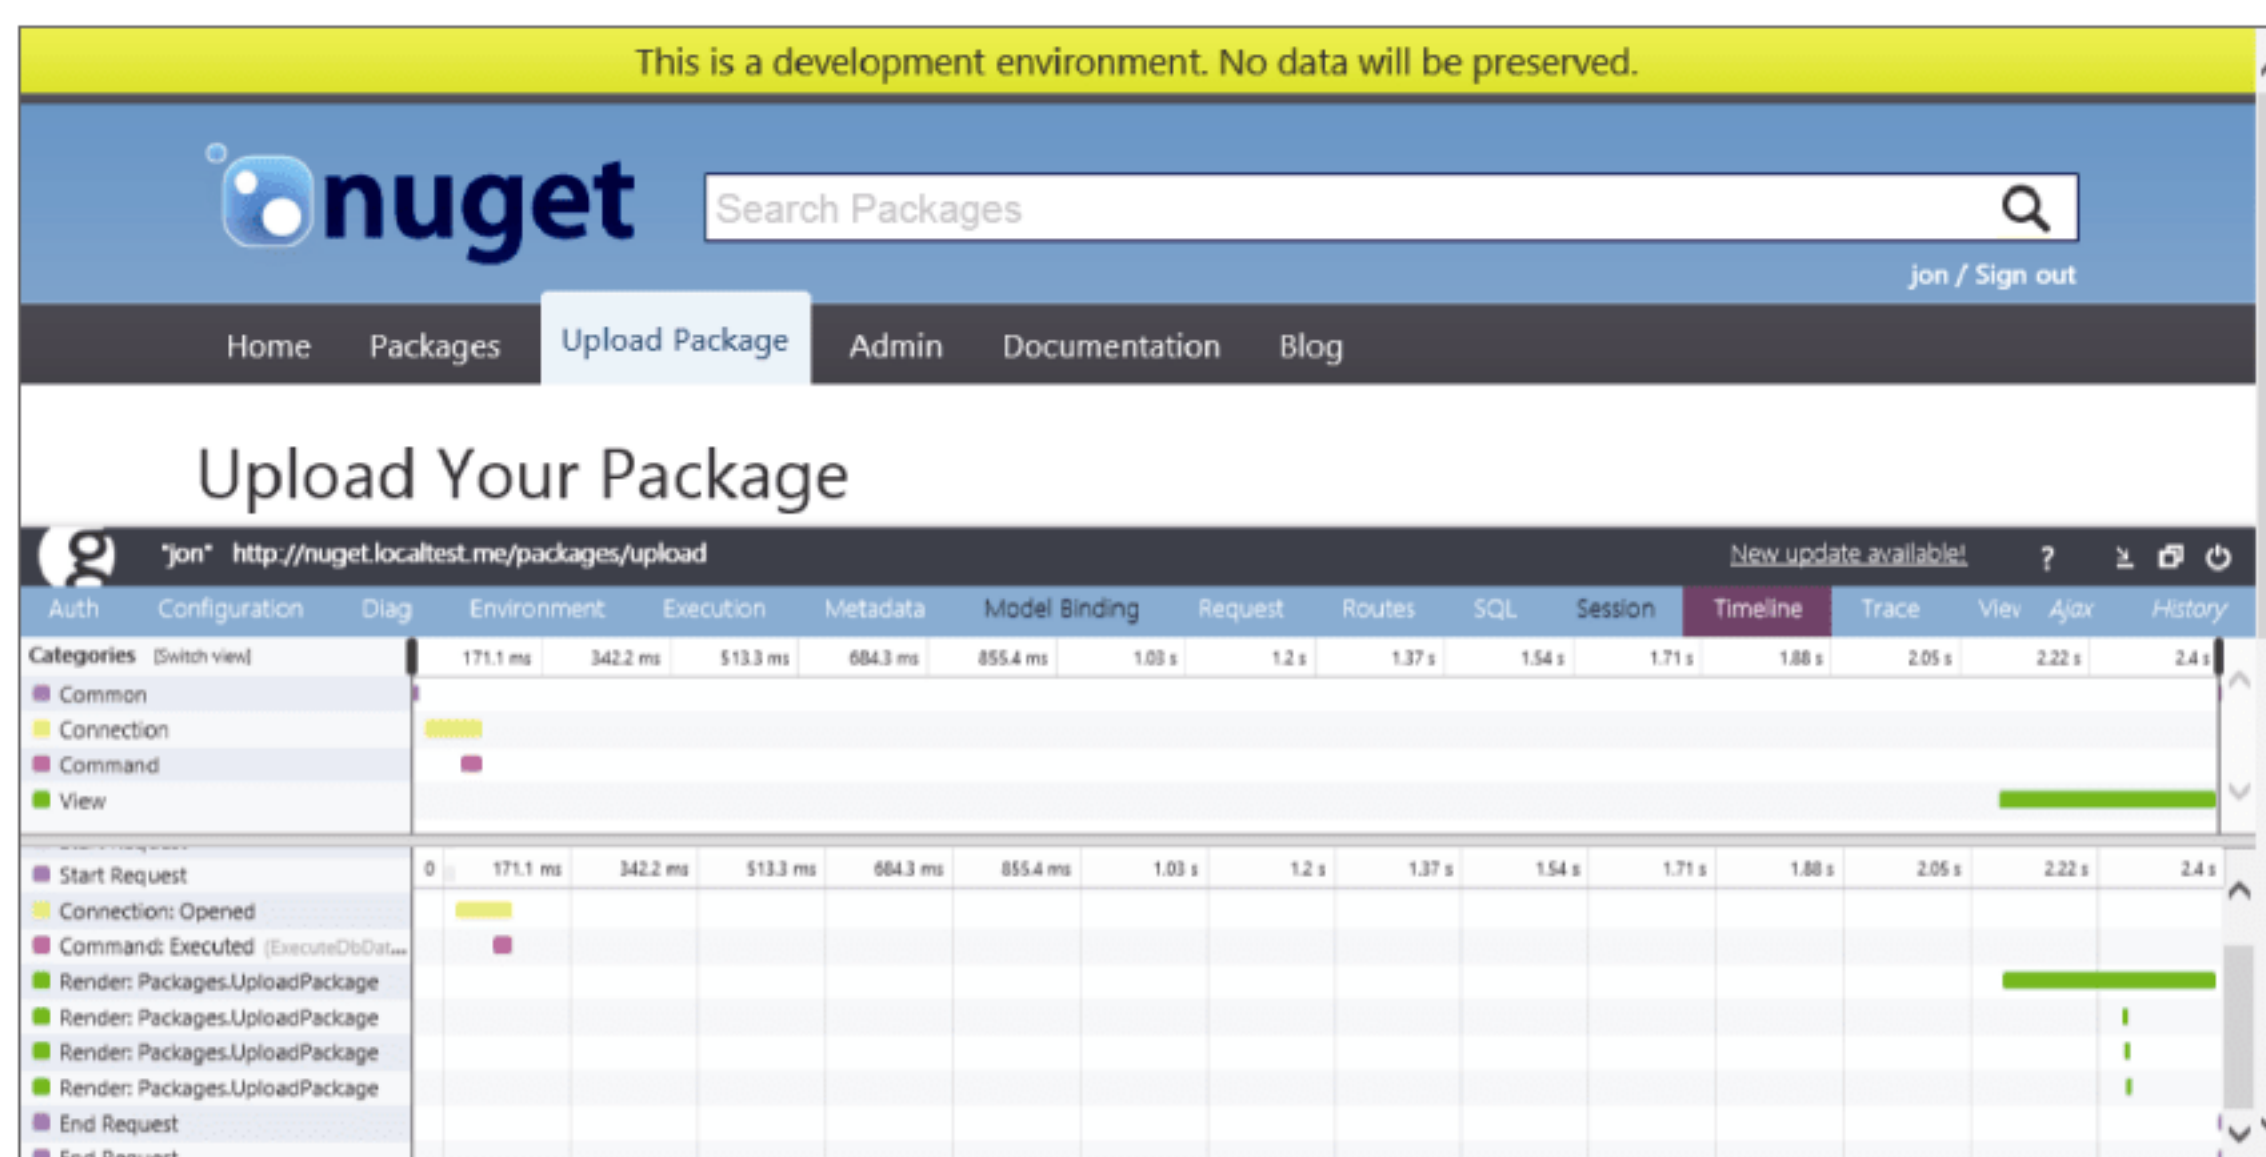 This is a development environment. No data will be preserved.
nuget
Search Packages
jon / Sign out
Home Packages Upload Package Admin Documentation Blog
Upload Your Package
g "jon" http://nuget.localtest.me/packages/upload New update available! ?
Auth Configuration Diag Environment Execution Metadata Model Binding Request Routes SQL Session Timeline Trace View Ajax History
Categories [Switch view] 171.1 ms 342.2 ms 513.3 ms 684.3 ms 855.4 ms 1.03 s 1.2 s 1.37 s 1.54 s 1.71 s 1.88 s 2.05 s 2.22 s 2.4 s
Common
Connection
Command
View
Start Request 0 171.1 ms 342.2 ms 513.3 ms 684.3 ms 855.4 ms 1.03 s 1.2 s 1.37 s 1.54 s 1.71 s 1.88 s 2.05 s 2.22 s 2.4 s
Connection: Opened
Command: Executed (ExecuteDbDat...
Render: Packages.UploadPackage
Render: Packages.UploadPackage
Render: Packages.UploadPackage
Render: Packages.UploadPackage
End Request
End Request